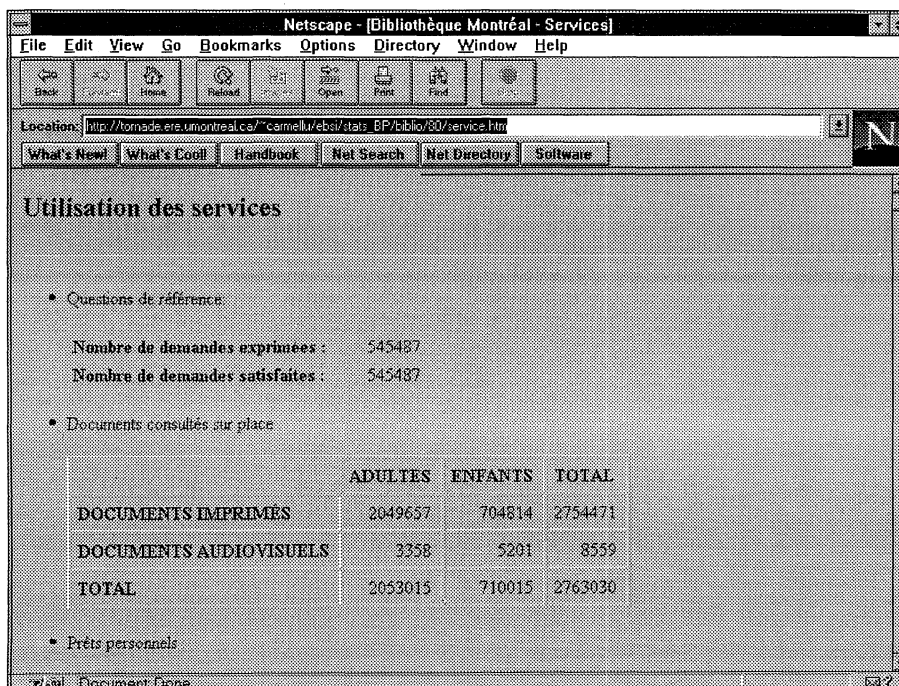 Netscape - [Bibliothèque Montréal - Services]
File Edit View Go Bookmarks Options Directory Window Help
Back Home Reload Open Print Find
Location: http://tornade.ere.umontreal.ca/~carmellu/ebsi/stats_BP/biblio/80/service.htm
What's New! What's Cool! Handbook Net Search Net Directory Software
N
Utilisation des services
• Questions de référence
Nombre de demandes exprimées : 545487
Nombre de demandes satisfaites : 545487
• Documents consultés sur place
ADULTES ENFANTS TOTAL
DOCUMENTS IMPRIMÉS 2049657 704814 2754471
DOCUMENTS AUDIOVISUELS 3358 5201 8559
TOTAL 2053015 710015 2763030
• Prêts personnels
Document Done